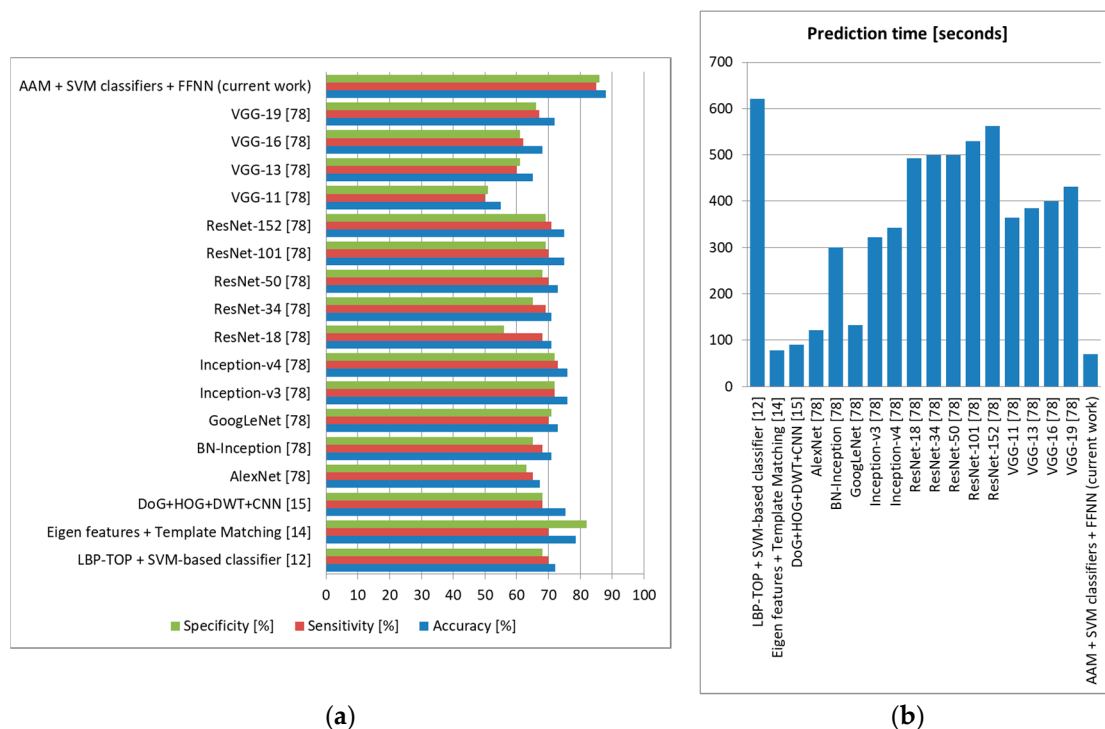 AAM + SVM classifiers + FFNN (current work)
VGG-19 [78]
VGG-16 [78]
VGG-13 [78]
VGG-11 [78]
ResNet-152 [78]
ResNet-101 [78]
ResNet-50 [78]
ResNet-34 [78]
ResNet-18 [78]
Inception-v4 [78]
Inception-v3 [78]
GoogLeNet [78]
BN-Inception [78]
AlexNet [78]
DoG+HOG+DWT+CNN [15]
Eigen features + Template Matching [14]
LBP-TOP + SVM-based classifier [12]
0 10 20 30 40 50 60 70 80 90 100
Specificity [%] Sensitivity [%] Accuracy [%]
(a)
Prediction time [seconds]
700
600
500
400
300
200
100
0
LBP-TOP + SVM-based classifier [12]
Eigen features + Template Matching [14]
DoG+HOG+DWT+CNN [15]
AlexNet [78]
BN-Inception [78]
GoogLeNet [78]
Inception-v3 [78]
Inception-v4 [78]
ResNet-18 [78]
ResNet-34 [78]
ResNet-50 [78]
ResNet-101 [78]
ResNet-152 [78]
VGG-11 [78]
VGG-13 [78]
VGG-16 [78]
VGG-19 [78]
AAM + SVM classifiers + FFNN (current work)
(b)